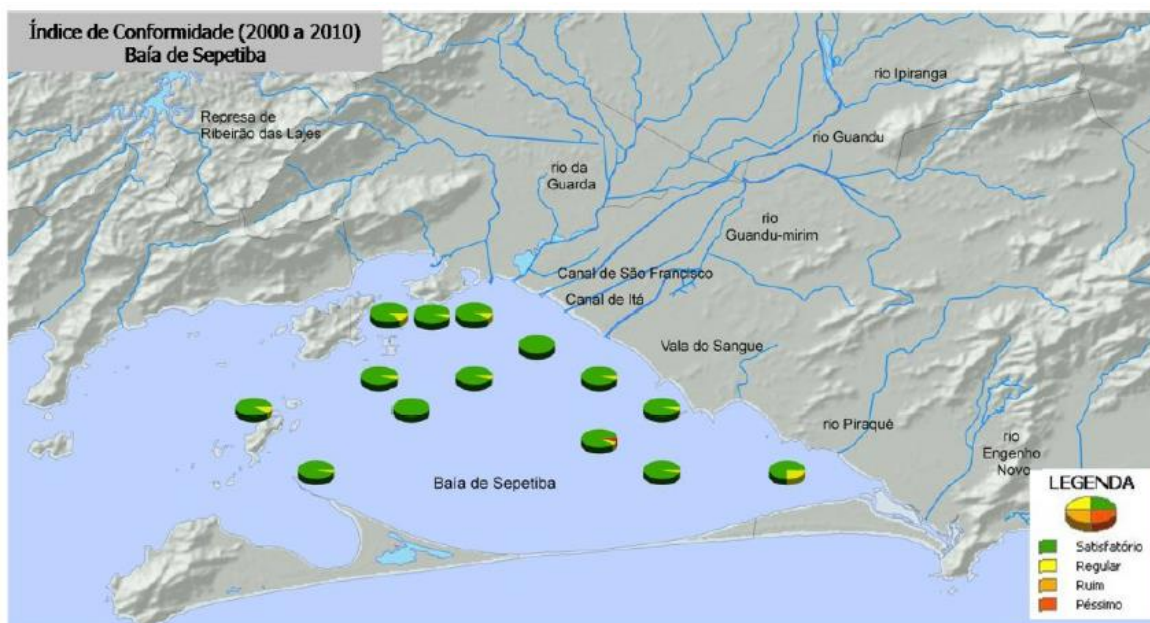 Índice de Conformidade (2000 a 2010)
Baía de Sepetiba
rio Ipiranga
Represa de
Ribeirão das Lajes
rio Guandu
rio da
Guarda
rio
Guandu-mirim
Canal de São Francisco
Canal de Itá
Vala do Sangue
rio Piraquê
rio
Engenho
Novo
Baía de Sepetiba
LEGENDA
Satisfatório
Regular
Ruim
Péssimo